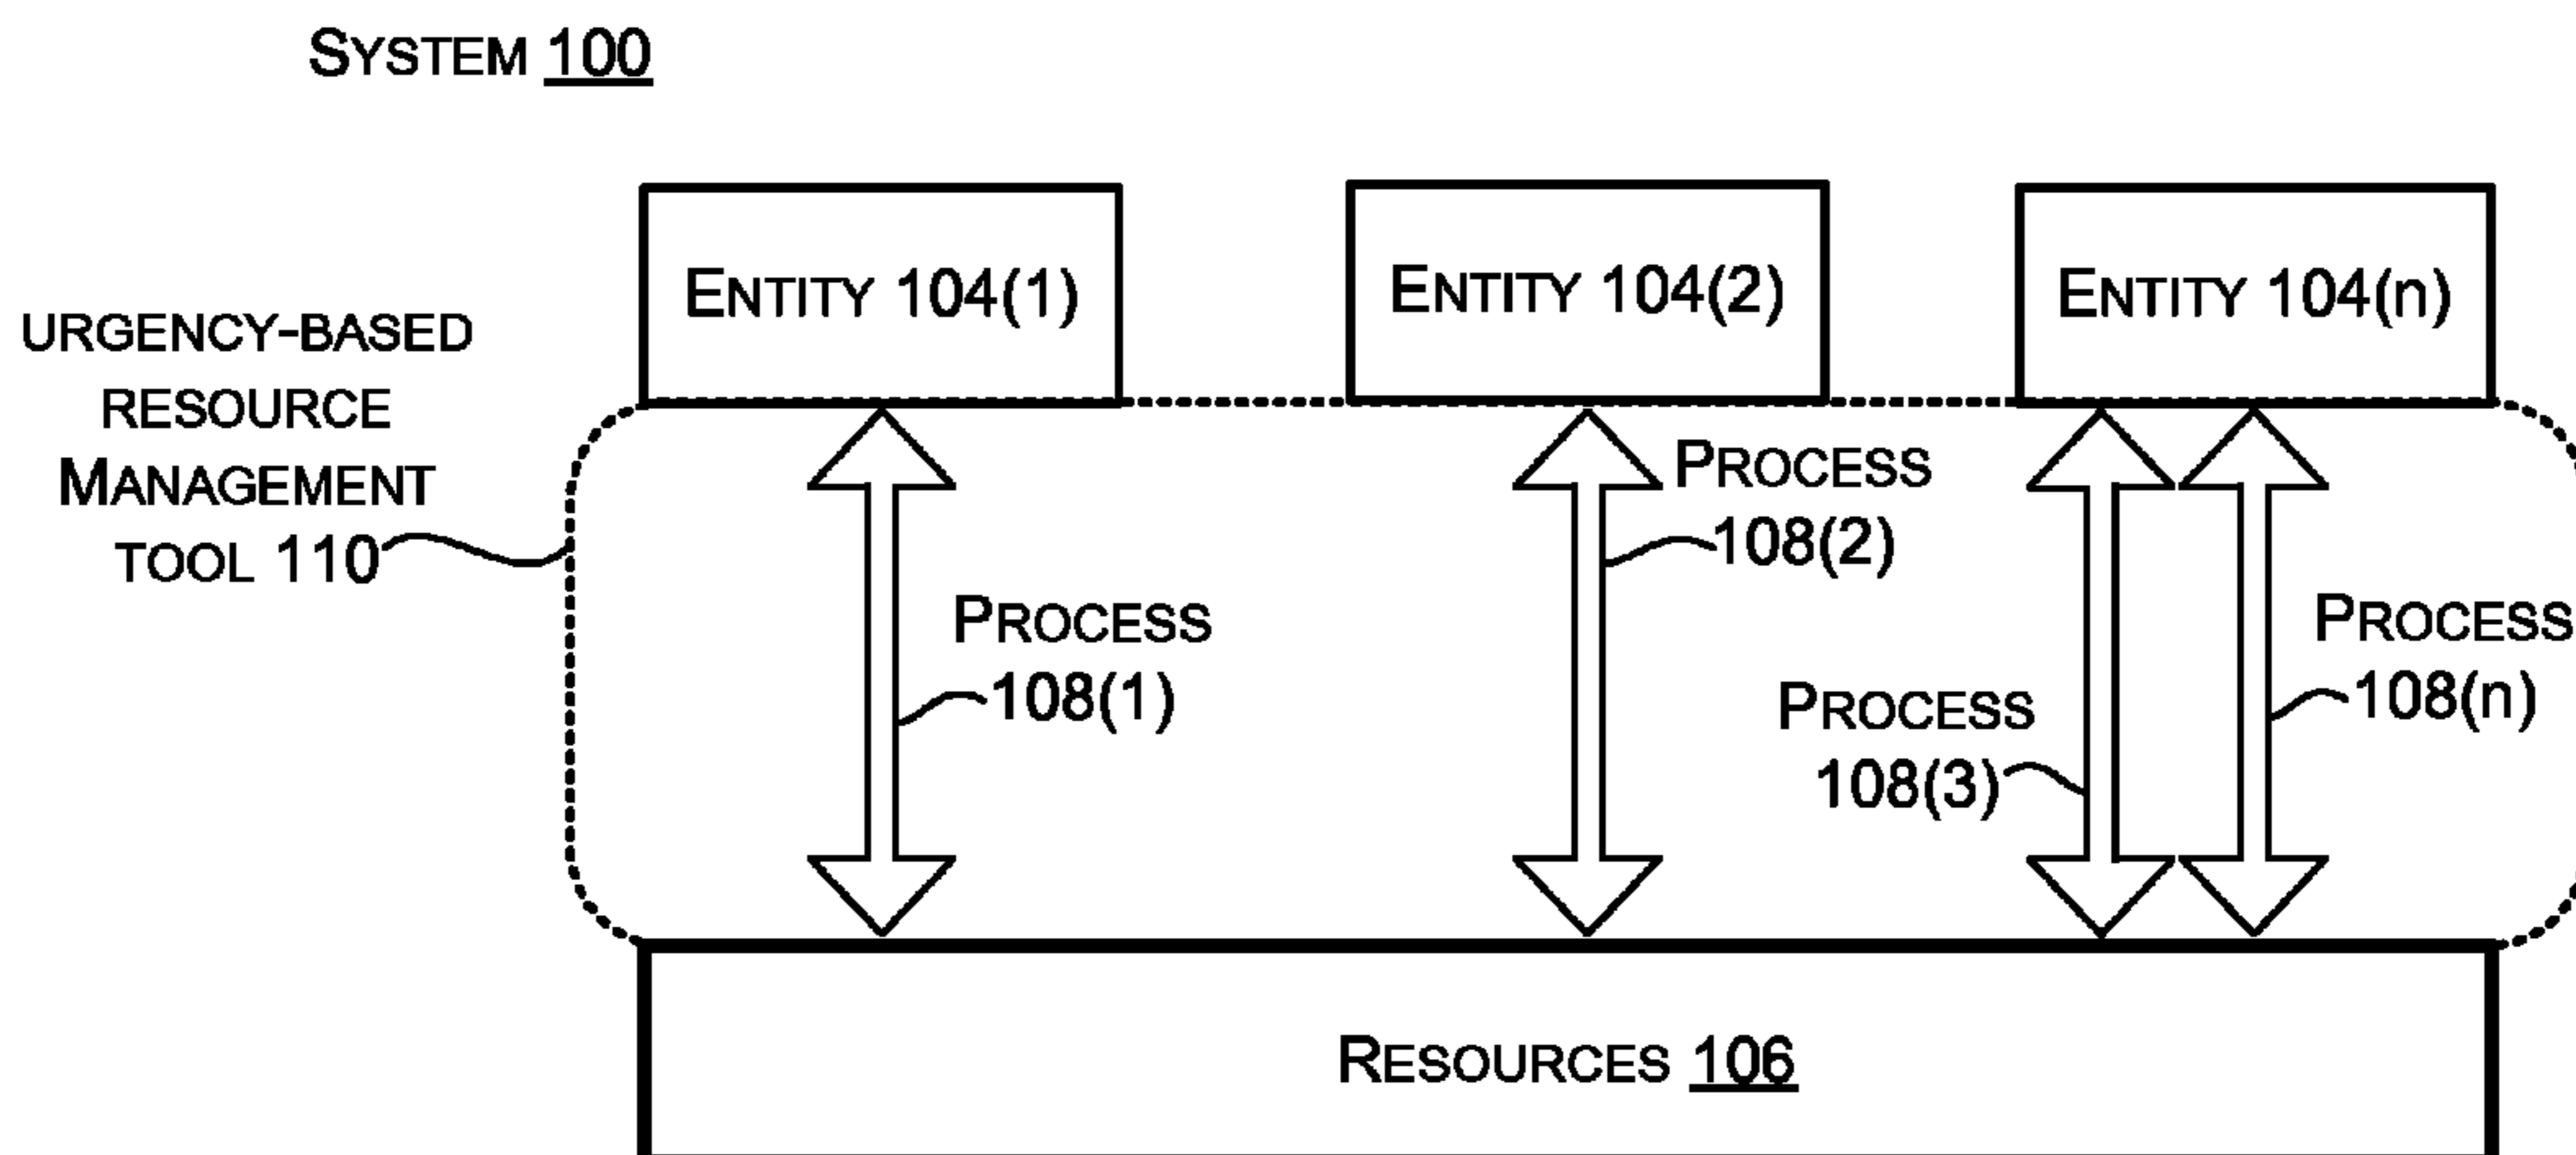 SYSTEM 100
ENTITY 104(1)
ENTITY 104(2)
ENTITY 104(n)
URGENCY-BASED
RESOURCE
MANAGEMENT
TOOL 110
PROCESS
108(1)
PROCESS
108(2)
PROCESS
108(3)
PROCESS
108(n)
RESOURCES 106